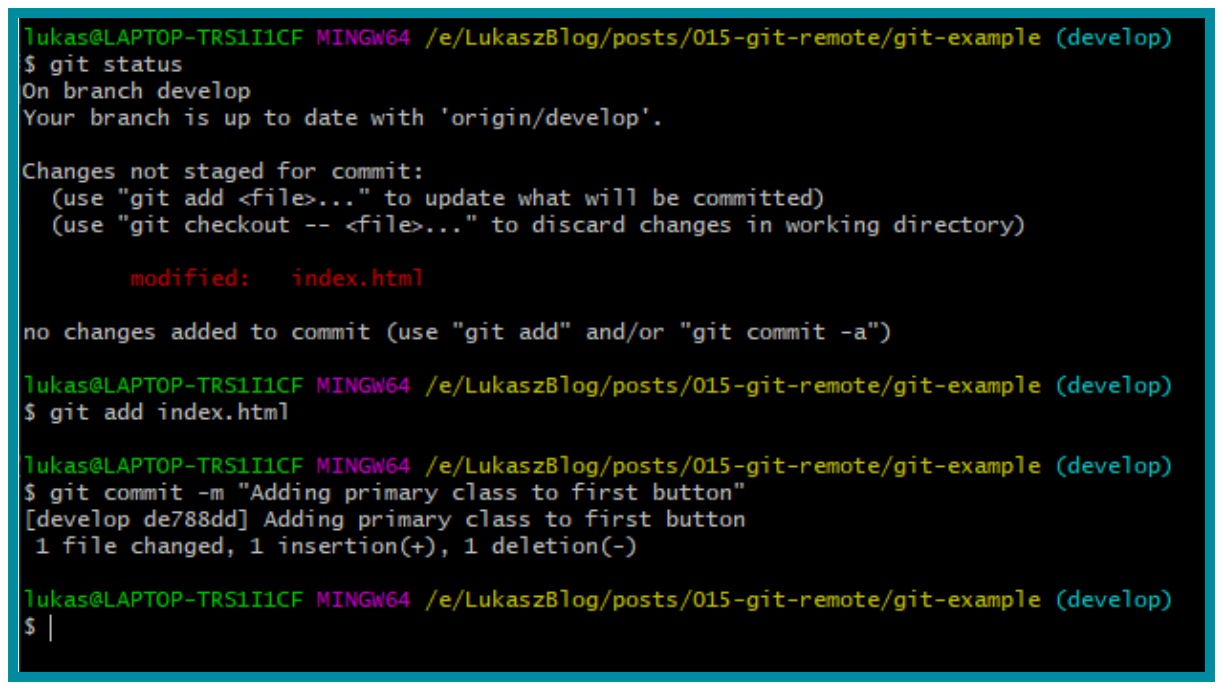 lukas@LAPTOP-TRS1I1CF MINGW64 /e/LukaszBlog/posts/015-git-remote/git-example (develop)
$ git status
On branch develop
Your branch is up to date with 'origin/develop'.
Changes not staged for commit:
  (use "git add <file>..." to update what will be committed)
  (use "git checkout -- <file>..." to discard changes in working directory)
        modified:   index.html
no changes added to commit (use "git add" and/or "git commit -a")
lukas@LAPTOP-TRS1I1CF MINGW64 /e/LukaszBlog/posts/015-git-remote/git-example (develop)
$ git add index.html
lukas@LAPTOP-TRS1I1CF MINGW64 /e/LukaszBlog/posts/015-git-remote/git-example (develop)
$ git commit -m "Adding primary class to first button"
[develop de788dd] Adding primary class to first button
 1 file changed, 1 insertion(+), 1 deletion(-)
lukas@LAPTOP-TRS1I1CF MINGW64 /e/LukaszBlog/posts/015-git-remote/git-example (develop)
$